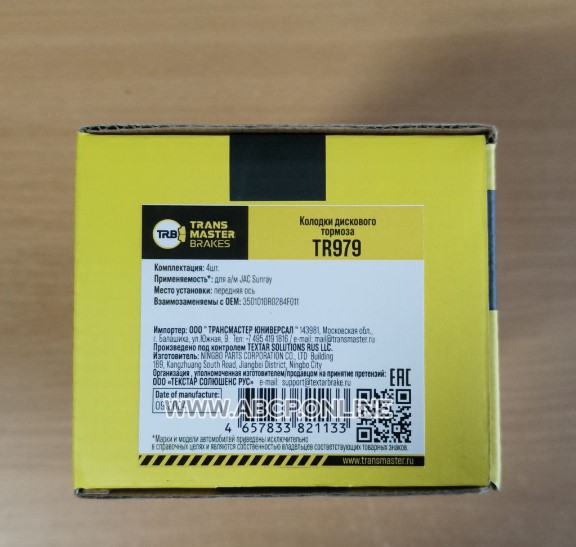 TRB
TRANS
MASTER
BRAKES
Колодки дискового
тормоза
TR979
Комплектация: 4шт.
Применяемость*: для а/м JAC Sunray
Место установки: передняя ось
Взаимозаменяемы с ОЕМ: 3501018R0284F011
Импортер: ООО " ТРАНСМАСТЕР ЮНИВЕРСАЛ " 143981, Московская обл.,
г. Балашиха, ул.Южная, 9. Тел.: +7 495 419 1816 / e-mail: mail@transmaster.ru
Произведено под контролем TEXTAR SOLUTIONS RUS LLC.
Изготовитель: NINGBO PARTS CORPORATION CO., LTD Building
189, Kangzhuang South Road, Jiangbei District, Ningbo City
Организация , уполномоченная изготовителем/продавцом на принятие претензий:
ООО «ТЕКСТАР СОЛЮШЕНС РУС» e-mail: support@textarbrake.ru
EAC
Date of manufacture:
WWW.ABCP.ONLINE
4 657833 821133
*Марки и модели автомобилей приведены исключительно
в справочных целях и являются собственностью соответствующих товарных знаков.
www.transmaster.ru